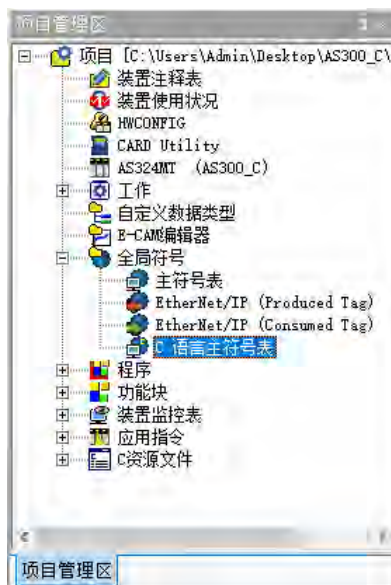 项目管理区
项目 [C:\Users\Admin\Desktop\AS300_C\
装置注释表
装置使用状况
HWCONFIG
CARD Utility
AS324MT (AS300_C)
工作
自定义数据类型
E-CAM编辑器
全局符号
主符号表
EtherNet/IP (Produced Tag)
EtherNet/IP (Consumed Tag)
C 语言主符号表
程序
功能块
装置监控表
应用指令
C资源文件
项目管理区